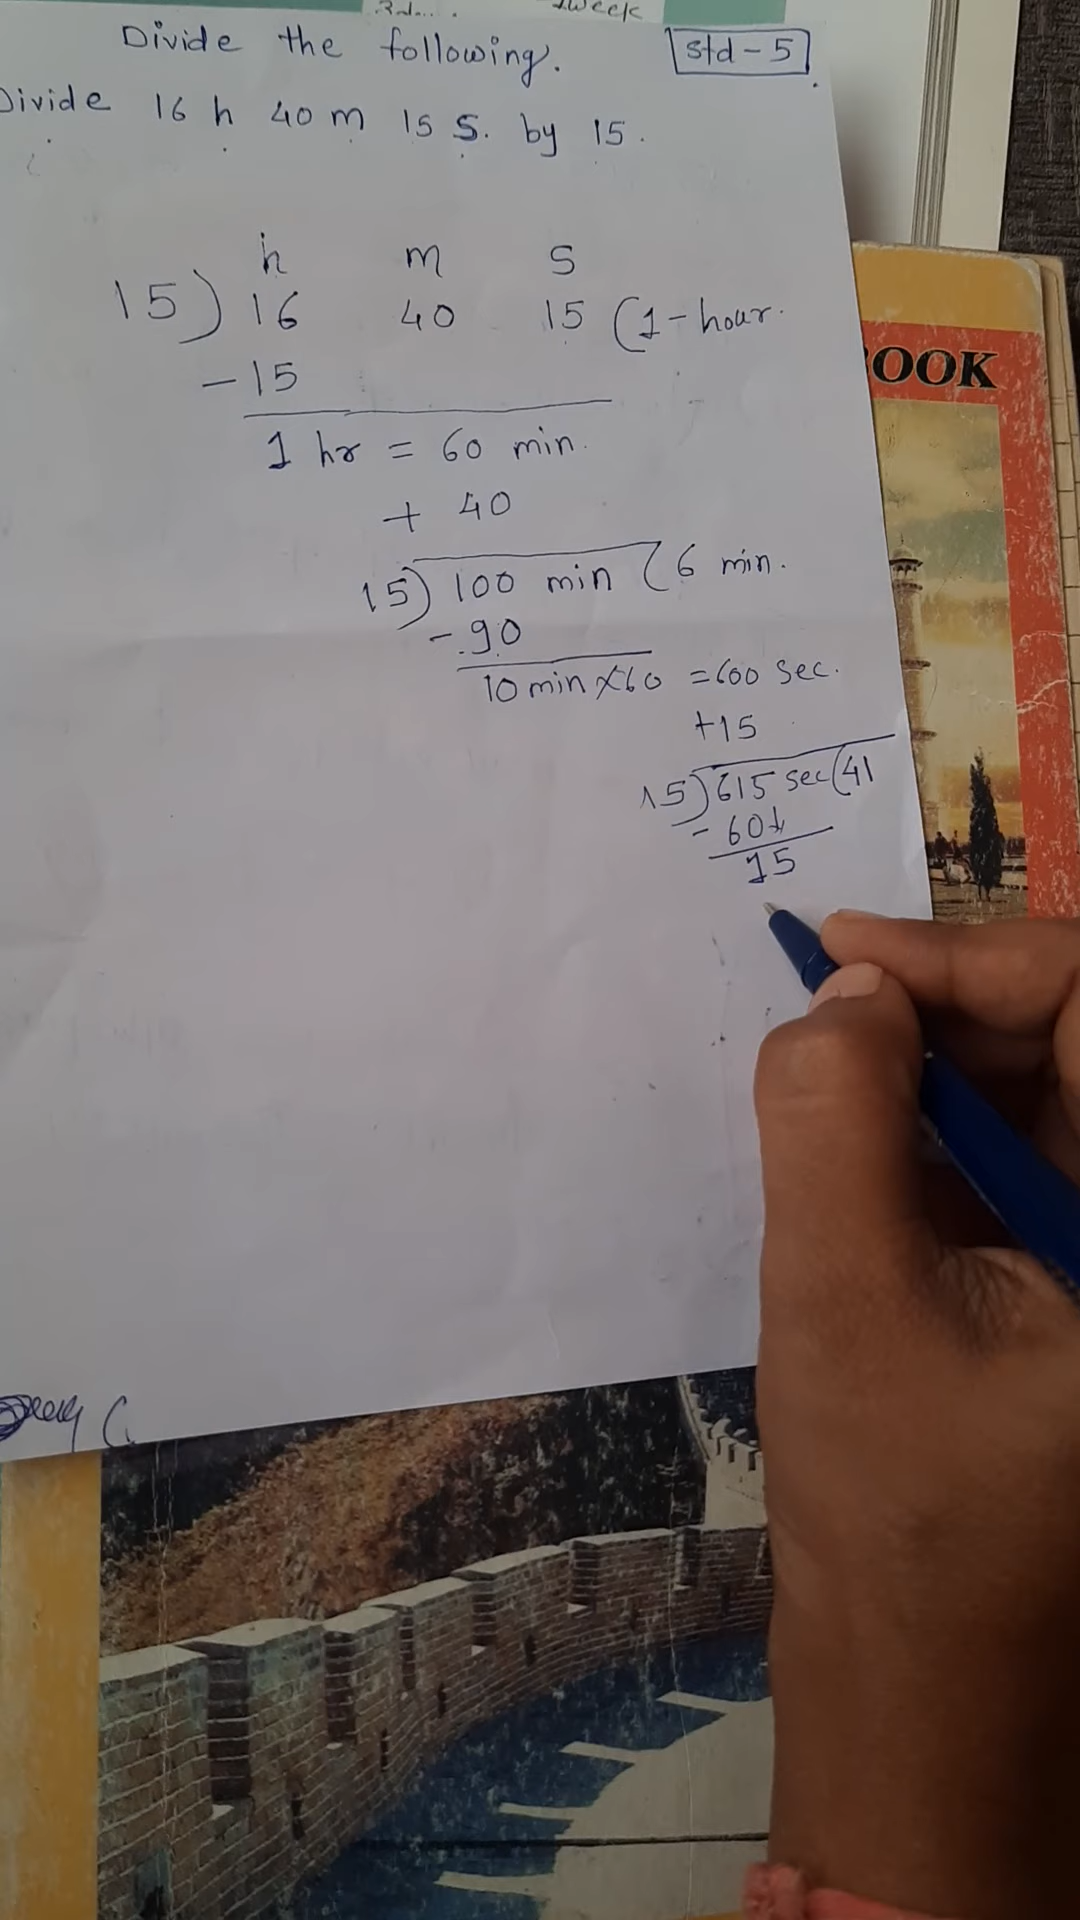 week
Divide the following.
std-5
Divide 16 h 40 m 15 s. by 15.
h m s
15) 16 40 15 (1-hour.
-15
1 hr = 60 min.
+ 40
15) 100 min (6 min.
-90
10 min x60 =600 sec.
+15
15) 615 sec (41
-60↓
15
OOK